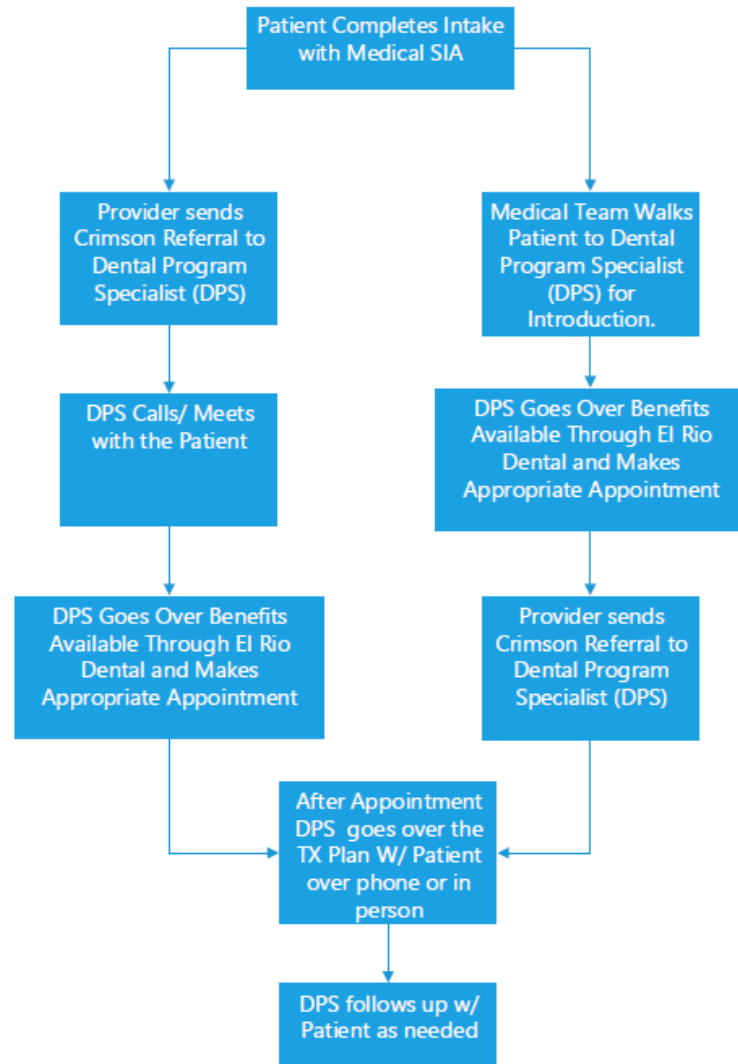 Patient Completes Intake
with Medical SIA
Provider sends
Crimson Referral to
Dental Program
Specialist (DPS)
Medical Team Walks
Patient to Dental
Program Specialist
(DPS) for
Introduction.
DPS Calls/ Meets
with the Patient
DPS Goes Over Benefits
Available Through El Rio
Dental and Makes
Appropriate Appointment
DPS Goes Over Benefits
Available Through El Rio
Dental and Makes
Appropriate Appointment
Provider sends
Crimson Referral to
Dental Program
Specialist (DPS)
After Appointment
DPS goes over the
TX Plan W/ Patient
over phone or in
person
DPS follows up w/
Patient as needed